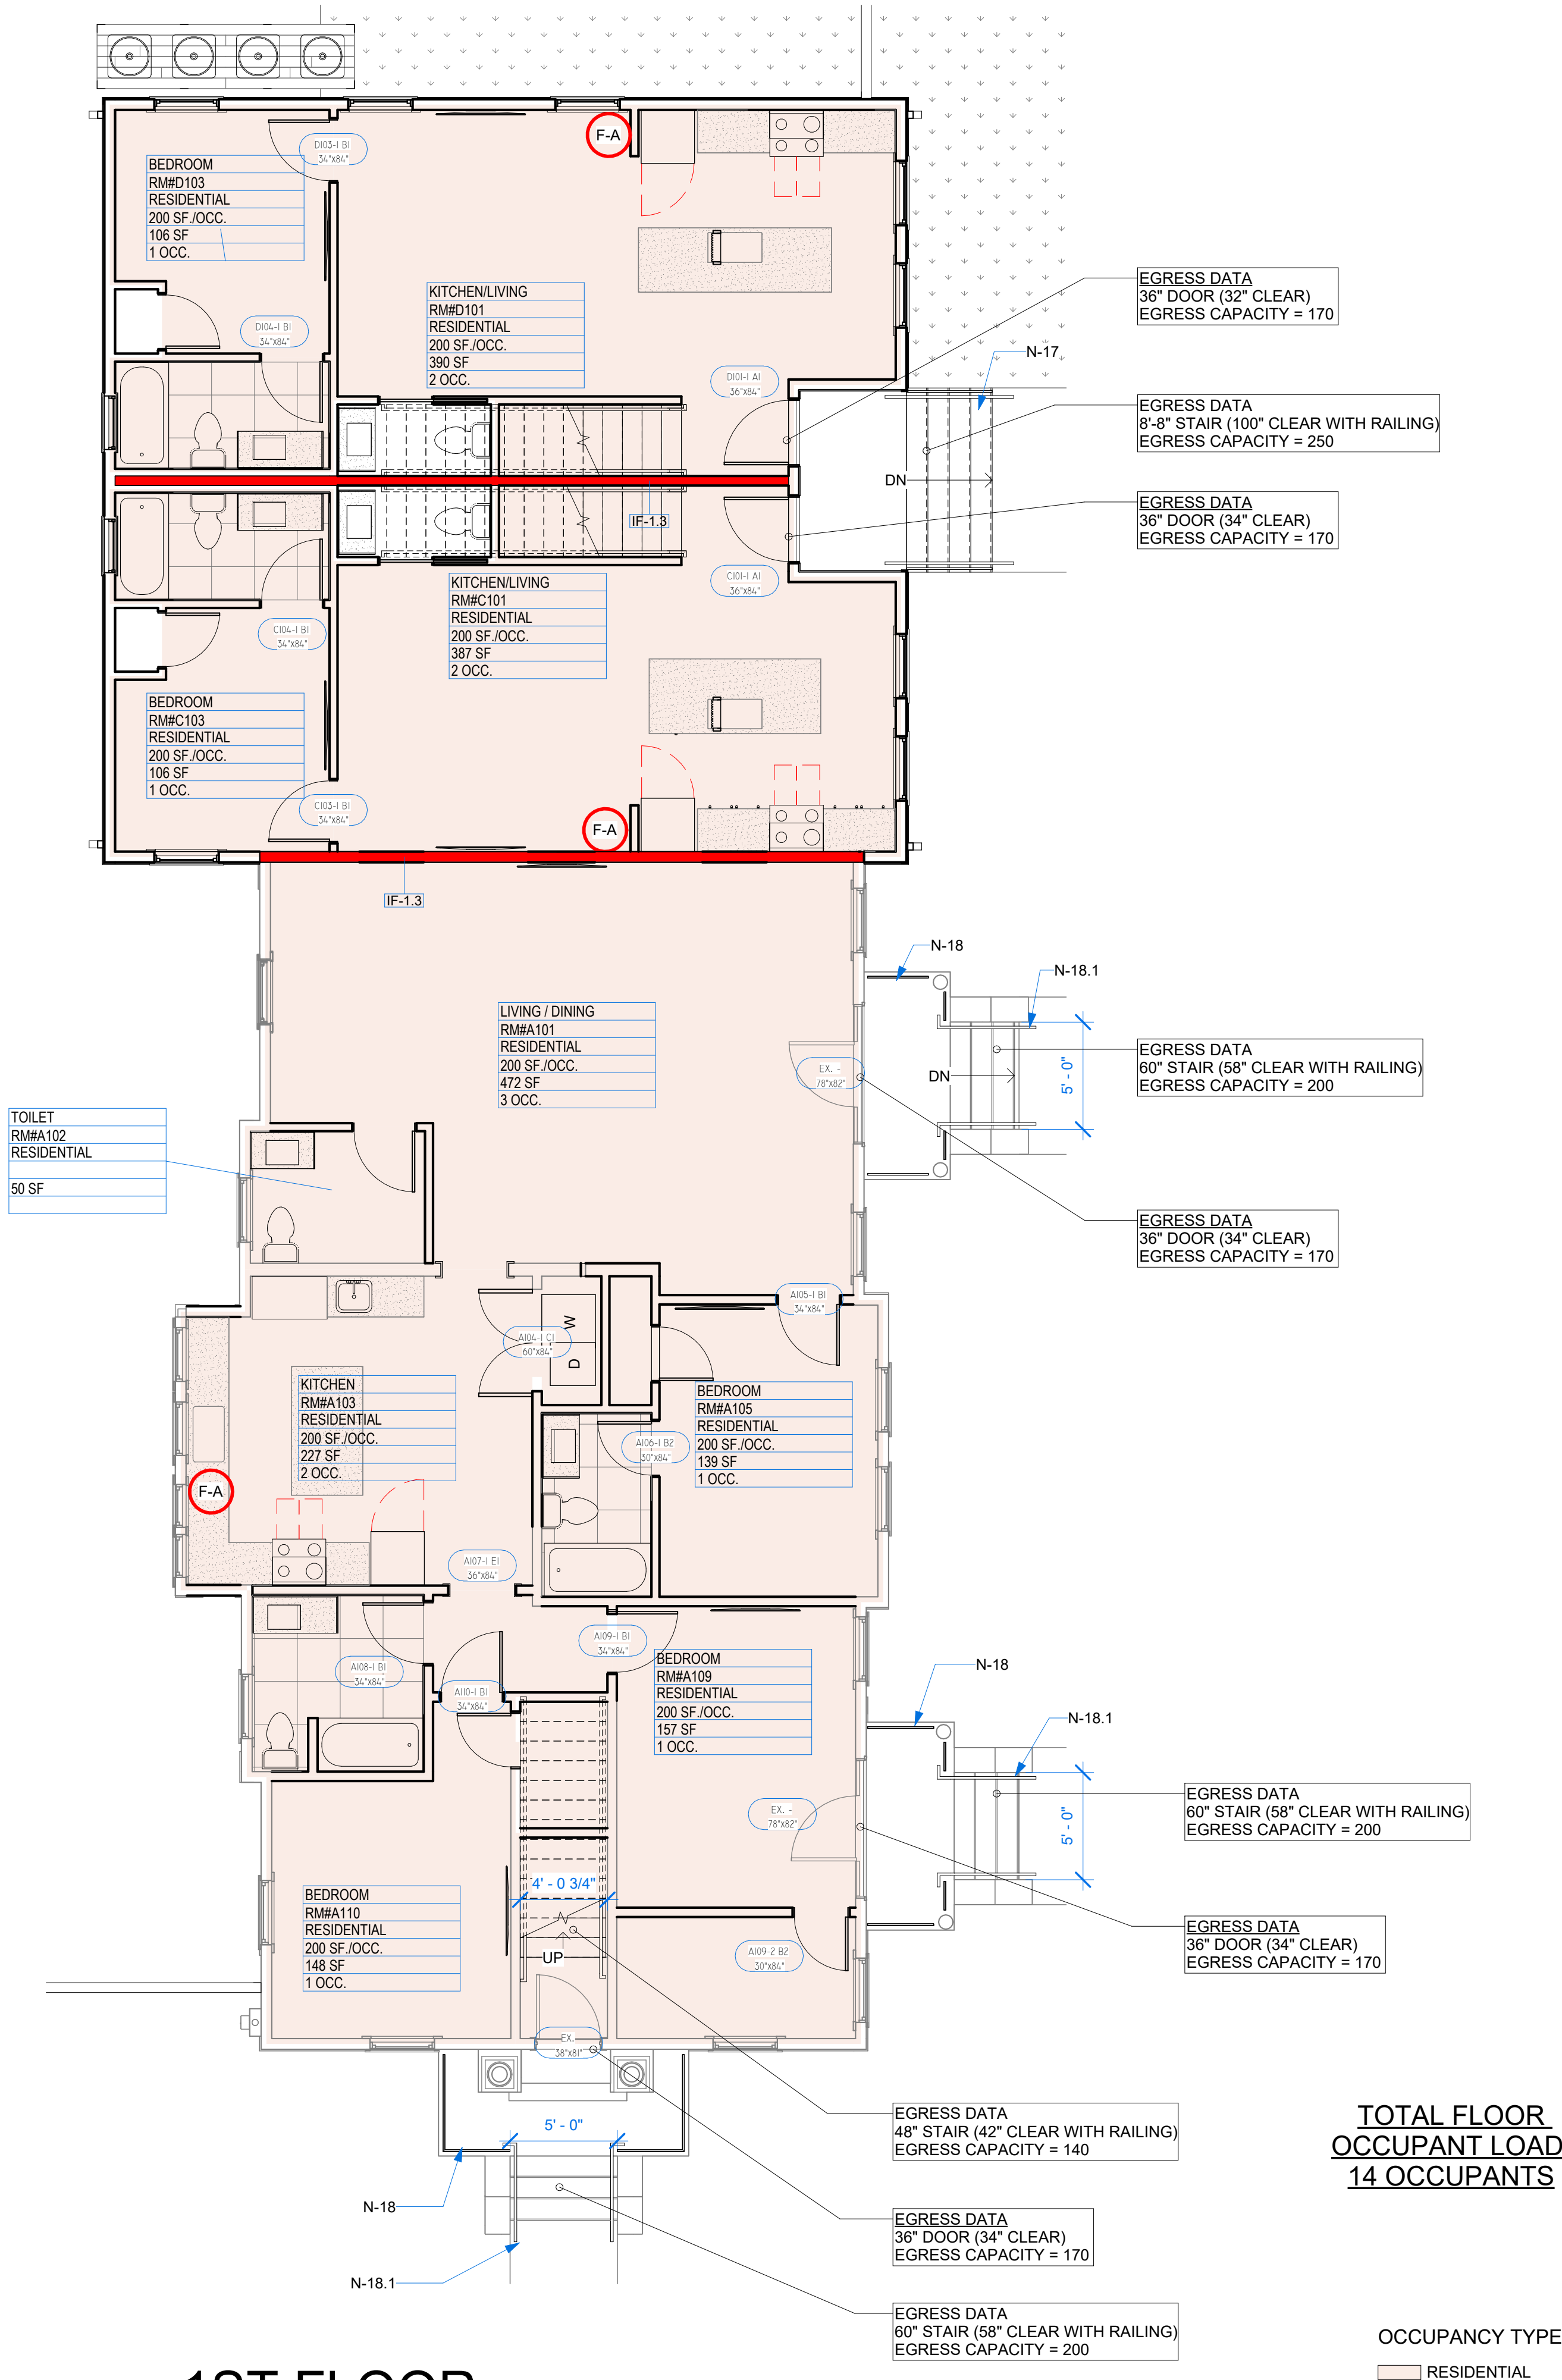 F-A
D103-1 B1
34"x84"
BEDROOM
RM#D103
RESIDENTIAL
200 SF./OCC.
106 SF
1 OCC.
KITCHEN/LIVING
RM#D101
RESIDENTIAL
200 SF./OCC.
390 SF
2 OCC.
D104-1 B1
34"x84"
D101-1 A1
36"x84"
EGRESS DATA
36" DOOR (32" CLEAR)
EGRESS CAPACITY = 170
N-17
EGRESS DATA
8'-8" STAIR (100" CLEAR WITH RAILING)
EGRESS CAPACITY = 250
DN
EGRESS DATA
36" DOOR (34" CLEAR)
EGRESS CAPACITY = 170
IF-1.3
C101-1 A1
36"x84"
KITCHEN/LIVING
RM#C101
RESIDENTIAL
200 SF./OCC.
387 SF
2 OCC.
C104-1 B1
34"x84"
BEDROOM
RM#C103
RESIDENTIAL
200 SF./OCC.
106 SF
1 OCC.
C103-1 B1
34"x84"
F-A
IF-1.3
N-18
N-18.1
LIVING / DINING
RM#A101
RESIDENTIAL
200 SF./OCC.
472 SF
3 OCC.
EX. -
78"x82"
DN
5' - 0"
EGRESS DATA
60" STAIR (58" CLEAR WITH RAILING)
EGRESS CAPACITY = 200
TOILET
RM#A102
RESIDENTIAL
50 SF
EGRESS DATA
36" DOOR (34" CLEAR)
EGRESS CAPACITY = 170
A105-1 B1
34"x84"
A104-1 C1
60"x84"
W
D
KITCHEN
RM#A103
RESIDENTIAL
200 SF./OCC.
227 SF
2 OCC.
BEDROOM
RM#A105
RESIDENTIAL
200 SF./OCC.
139 SF
1 OCC.
A106-1 B2
30"x84"
F-A
A107-1 E1
36"x84"
A109-1 B1
34"x84"
A108-1 B1
34"x84"
A110-1 B1
34"x84"
BEDROOM
RM#A109
RESIDENTIAL
200 SF./OCC.
157 SF
1 OCC.
N-18
N-18.1
EX. -
78"x82"
5' - 0"
EGRESS DATA
60" STAIR (58" CLEAR WITH RAILING)
EGRESS CAPACITY = 200
BEDROOM
RM#A110
RESIDENTIAL
200 SF./OCC.
148 SF
1 OCC.
4' - 0 3/4"
UP
A109-2 B2
30"x84"
EGRESS DATA
36" DOOR (34" CLEAR)
EGRESS CAPACITY = 170
EX.
38"x81"
5' - 0"
EGRESS DATA
48" STAIR (42" CLEAR WITH RAILING)
EGRESS CAPACITY = 140
TOTAL FLOOR
OCCUPANT LOAD
14 OCCUPANTS
N-18
EGRESS DATA
36" DOOR (34" CLEAR)
EGRESS CAPACITY = 170
N-18.1
EGRESS DATA
60" STAIR (58" CLEAR WITH RAILING)
EGRESS CAPACITY = 200
OCCUPANCY TYPE
RESIDENTIAL
1ST FLOOR